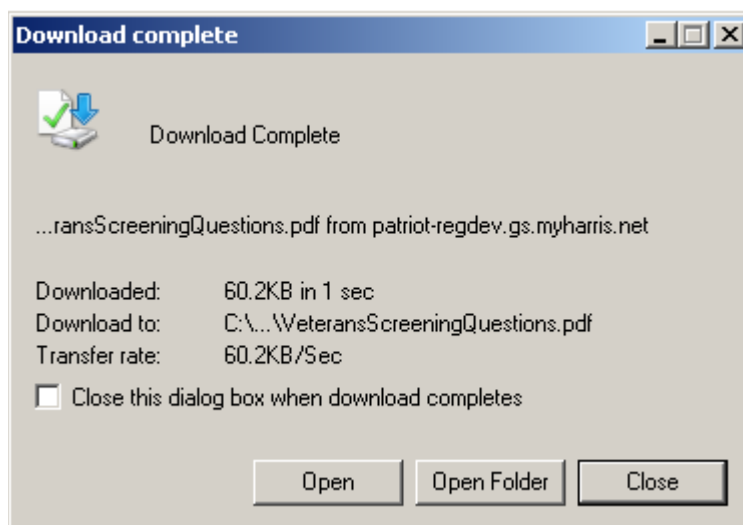 Download complete
Download Complete
...ransScreeningQuestions.pdf from patriot-regdev.gs.myharris.net
Downloaded: 60.2KB in 1 sec
Download to: C:\...\VeteransScreeningQuestions.pdf
Transfer rate: 60.2KB/Sec
Close this dialog box when download completes
Open Open Folder Close